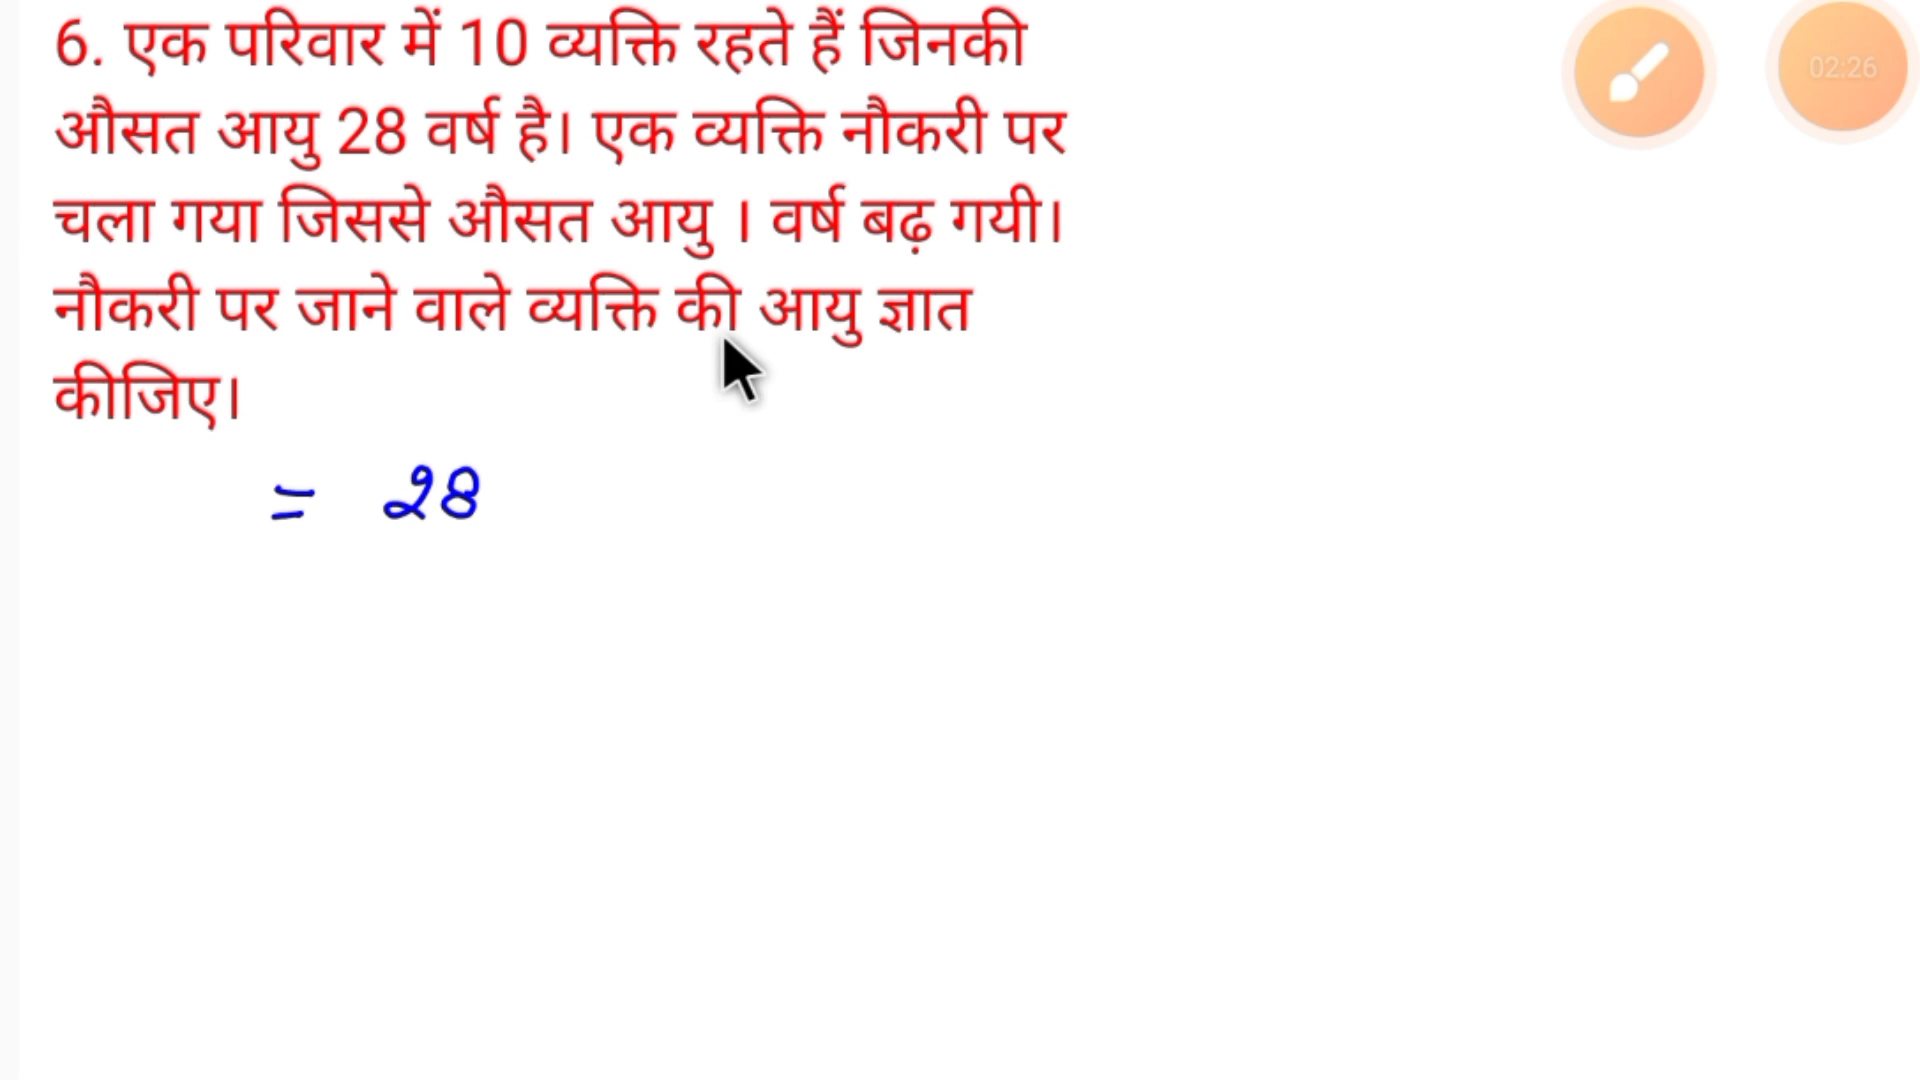 6. एक परिवार में 10 व्यक्ति रहते हैं जिनकी
औसत आयु 28 वर्ष है। एक व्यक्ति नौकरी पर
चला गया जिससे औसत आयु । वर्ष बढ़ गयी।
नौकरी पर जाने वाले व्यक्ति की आयु ज्ञात
कीजिए।
= 28
02:26